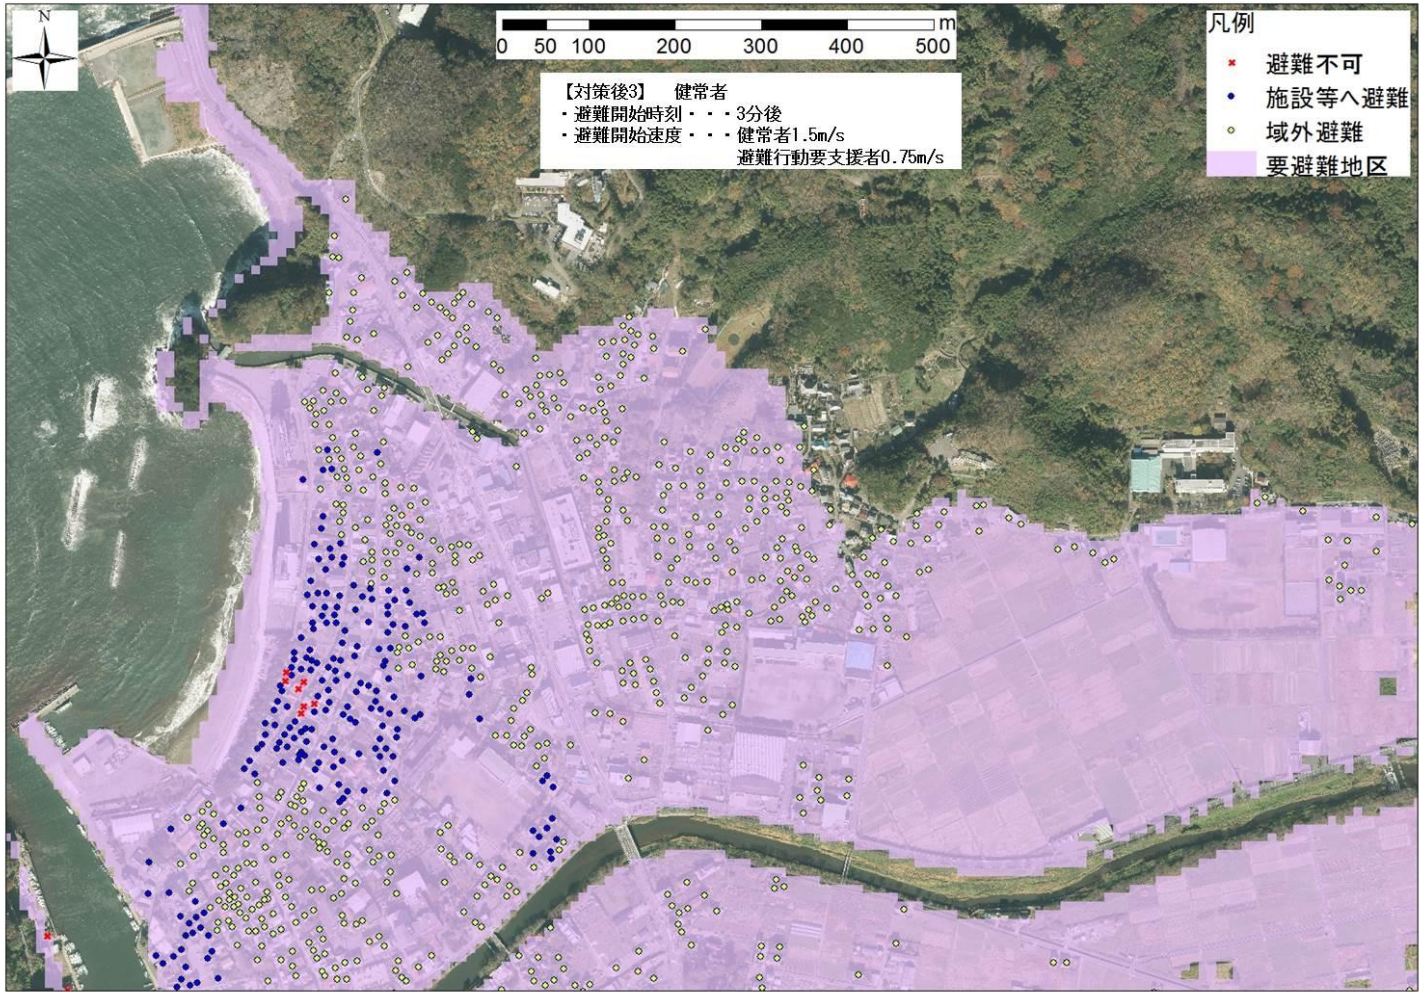 N
m
0 50 100 200 300 400 500
【対策後3】 健常者
・避難開始時刻・・・3分後
・避難開始速度・・・健常者1.5m/s
避難行動要支援者0.75m/s
凡例
避難不可
施設等へ避難
域外避難
要避難地区